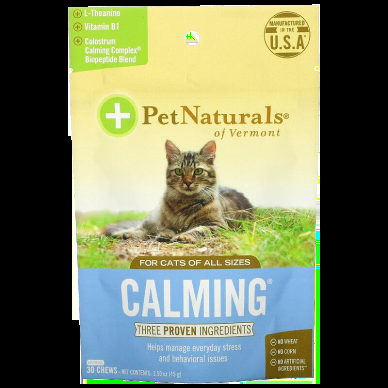 + L-Theanine
+ Vitamin B1
+ Colostrum
Calming Complex®
Biopeptide Blend
MANUFACTURED
IN THE
U.S.A.
PetNaturals®
of Vermont
FOR CATS OF ALL SIZES
CALMING®
THREE PROVEN INGREDIENTS
Helps manage everyday stress
and behavioral issues
NO WHEAT
NO CORN
NO ARTIFICIAL
INGREDIENTS
30 CHEWS - NET CONTENTS: